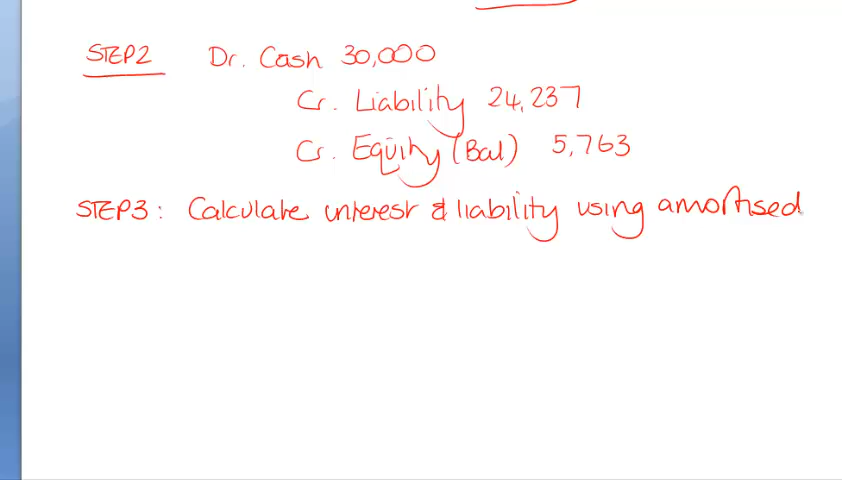 STEP2 Dr. Cash 30,000
Cr. Liability 24,237
Cr. Equity (Bal) 5,763
STEP3: Calculate interest & liability using amortised